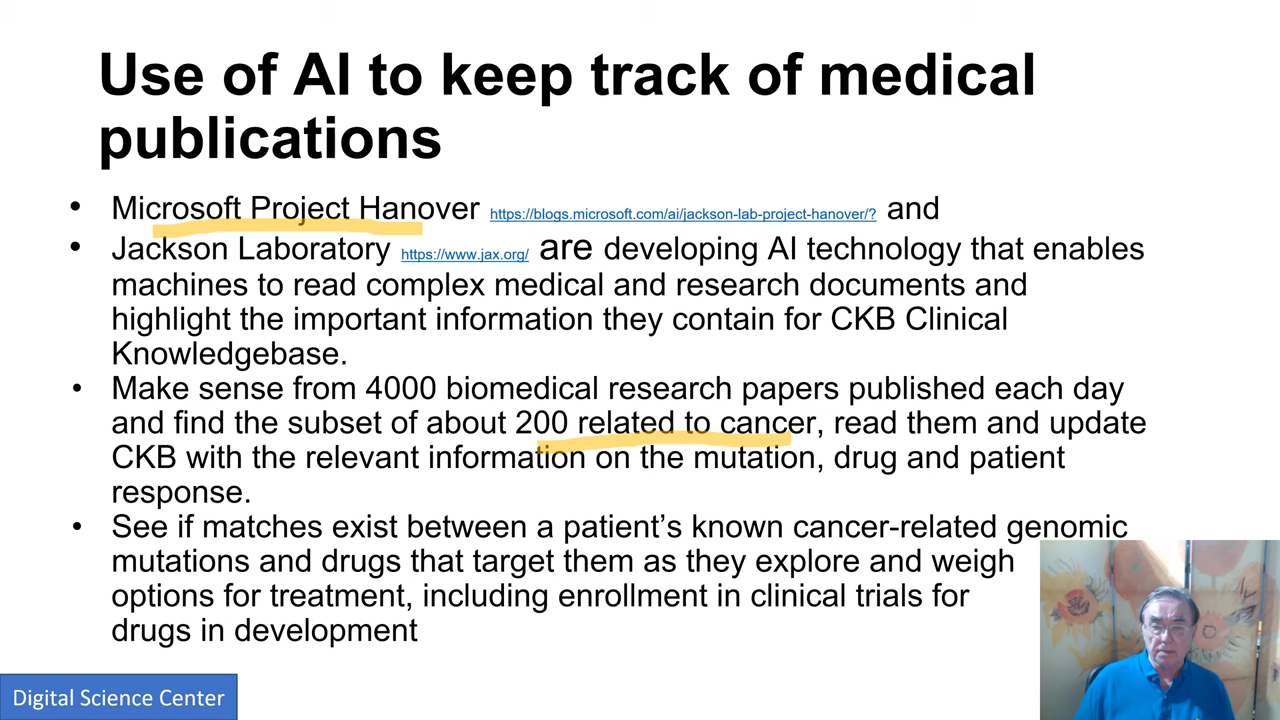 Use of AI to keep track of medical
publications
• Microsoft Project Hanover https://blogs.microsoft.com/ai/jackson-lab-project-hanover/? and
• Jackson Laboratory https://www.jax.org/ are developing AI technology that enables
machines to read complex medical and research documents and
highlight the important information they contain for CKB Clinical
Knowledgebase.
• Make sense from 4000 biomedical research papers published each day
and find the subset of about 200 related to cancer, read them and update
CKB with the relevant information on the mutation, drug and patient
response.
• See if matches exist between a patient’s known cancer-related genomic
mutations and drugs that target them as they explore and weigh
options for treatment, including enrollment in clinical trials for
drugs in development
Digital Science Center